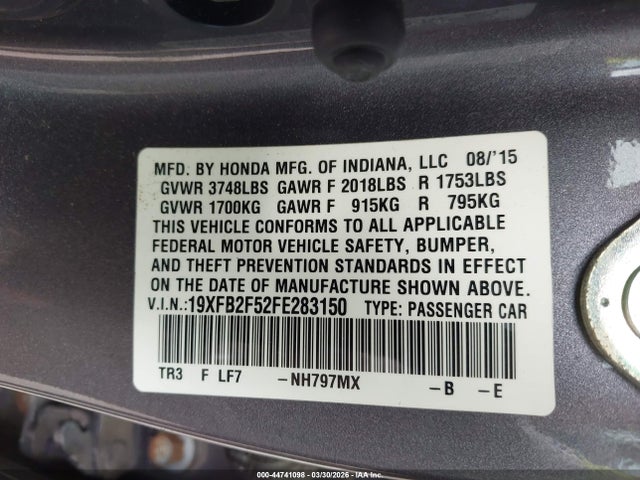 MFD. BY HONDA MFG. OF INDIANA, LLC 08/'15
GVWR 3748LBS GAWR F 2018LBS R 1753LBS
GVWR 1700KG GAWR F 915KG R 795KG
THIS VEHICLE CONFORMS TO ALL APPLICABLE
FEDERAL MOTOR VEHICLE SAFETY, BUMPER,
AND THEFT PREVENTION STANDARDS IN EFFECT
ON THE DATE OF MANUFACTURE SHOWN ABOVE.
V.I.N.:19XFB2F52FE283150 TYPE: PASSENGER CAR
TR3 F LF7 -NH797MX -B -E
000-44741098 - 03/30/2026 - IAAI.COM